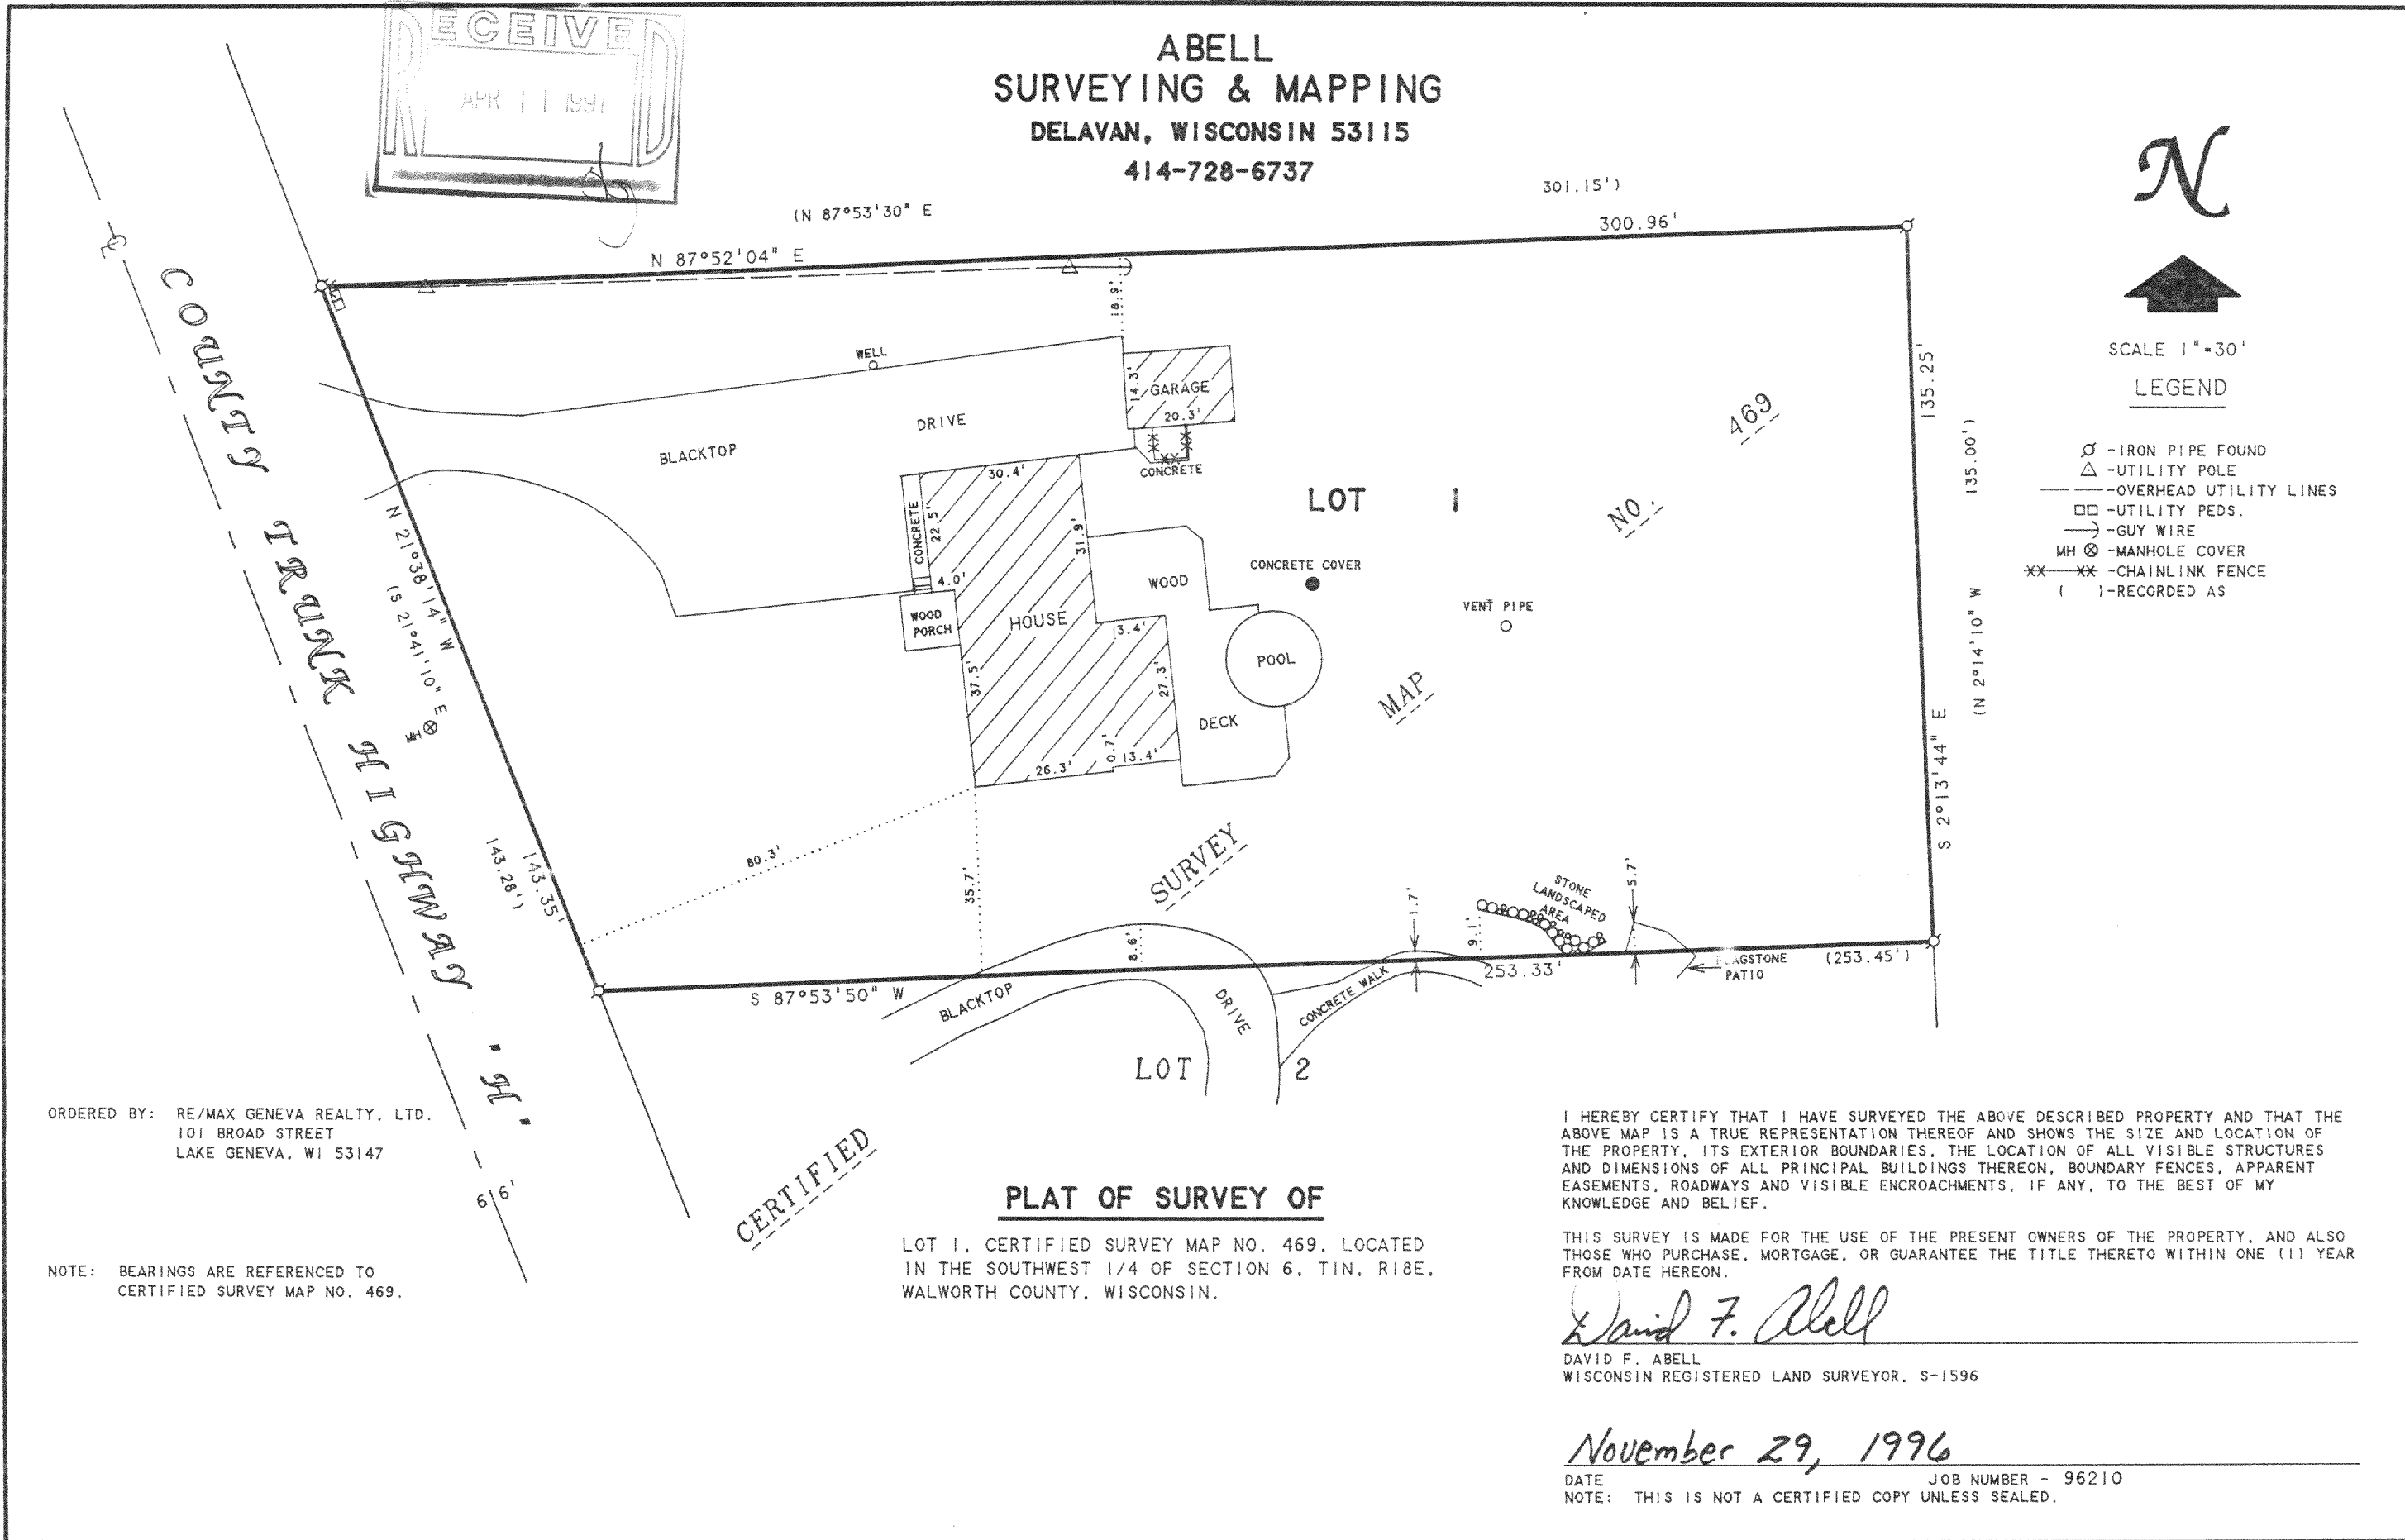 RECEIVED
APR 11 1997
ABELL
SURVEYING & MAPPING
DELAVAN, WISCONSIN 53115
414-728-6737
(N 87°53'30" E
301.15')
N 87°52'04" E
300.96'
N
SCALE 1"=30'
LEGEND
-IRON PIPE FOUND
-UTILITY POLE
-OVERHEAD UTILITY LINES
-UTILITY PEDS.
-GUY WIRE
MH -MANHOLE COVER
XX XX -CHAINLINK FENCE
( )-RECORDED AS
135.25'
135.00')
S 2°13'44" E
(N 2°14'10" W
COUNTY TRUNK HIGHWAY "H"
66'
N 21°38'14" W
(S 21°41'10" E
143.35'
143.28')
MH
WELL
18.9'
14.3'
GARAGE
20.3'
XX
XX
XX
CONCRETE
BLACKTOP
DRIVE
30.4'
CONCRETE
22.5'
4.0'
31.9'
WOOD
PORCH
HOUSE
13.4'
37.5'
27.3'
26.3'
0.7'
13.4'
WOOD
DECK
POOL
LOT 1
CONCRETE COVER
VENT PIPE
CERTIFIED
SURVEY
MAP
NO.
469
80.3'
35.7'
8.6'
1.7'
9.1'
5.7'
STONE
LANDSCAPED
AREA
FLAGSTONE
PATIO
S 87°53'50" W
253.33'
(253.45')
BLACKTOP
DRIVE
CONCRETE WALK
LOT 2
ORDERED BY: RE/MAX GENEVA REALTY, LTD.
101 BROAD STREET
LAKE GENEVA, WI 53147
NOTE: BEARINGS ARE REFERENCED TO
CERTIFIED SURVEY MAP NO. 469.
PLAT OF SURVEY OF
LOT 1, CERTIFIED SURVEY MAP NO. 469, LOCATED
IN THE SOUTHWEST 1/4 OF SECTION 6, T1N, R18E,
WALWORTH COUNTY, WISCONSIN.
I HEREBY CERTIFY THAT I HAVE SURVEYED THE ABOVE DESCRIBED PROPERTY AND THAT THE
ABOVE MAP IS A TRUE REPRESENTATION THEREOF AND SHOWS THE SIZE AND LOCATION OF
THE PROPERTY, ITS EXTERIOR BOUNDARIES, THE LOCATION OF ALL VISIBLE STRUCTURES
AND DIMENSIONS OF ALL PRINCIPAL BUILDINGS THEREON, BOUNDARY FENCES, APPARENT
EASEMENTS, ROADWAYS AND VISIBLE ENCROACHMENTS, IF ANY, TO THE BEST OF MY
KNOWLEDGE AND BELIEF.
THIS SURVEY IS MADE FOR THE USE OF THE PRESENT OWNERS OF THE PROPERTY, AND ALSO
THOSE WHO PURCHASE, MORTGAGE, OR GUARANTEE THE TITLE THERETO WITHIN ONE (1) YEAR
FROM DATE HEREON.
David F. Abell
DAVID F. ABELL
WISCONSIN REGISTERED LAND SURVEYOR, S-1596
November 29, 1996
DATE JOB NUMBER - 96210
NOTE: THIS IS NOT A CERTIFIED COPY UNLESS SEALED.